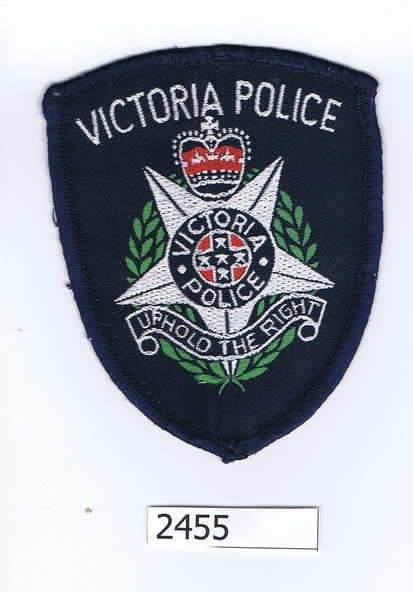 VICTORIA POLICE
VICTORIA
POLICE
UPHOLD THE RIGHT
2455